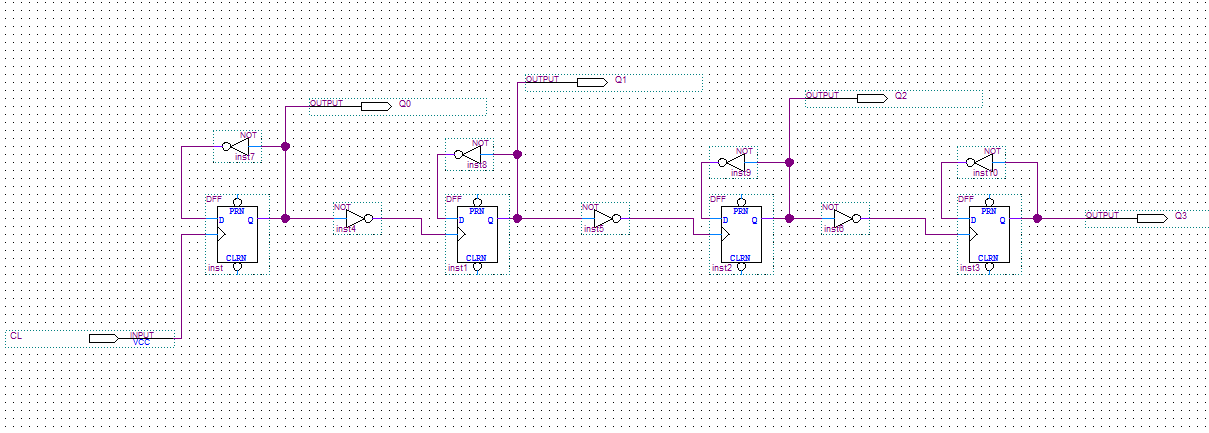 OUTPUT Q1
OUTPUT Q2
OUTPUT Q0
NOT
inst7
NOT
inst8
NOT
inst9
NOT
inst10
DFF
PRN
D Q
CLRN
inst
NOT
inst4
DFF
PRN
D Q
CLRN
inst1
NOT
inst5
DFF
PRN
D Q
CLRN
inst2
NOT
inst6
DFF
PRN
D Q
CLRN
inst3
OUTPUT Q3
CL INPUT
VCC